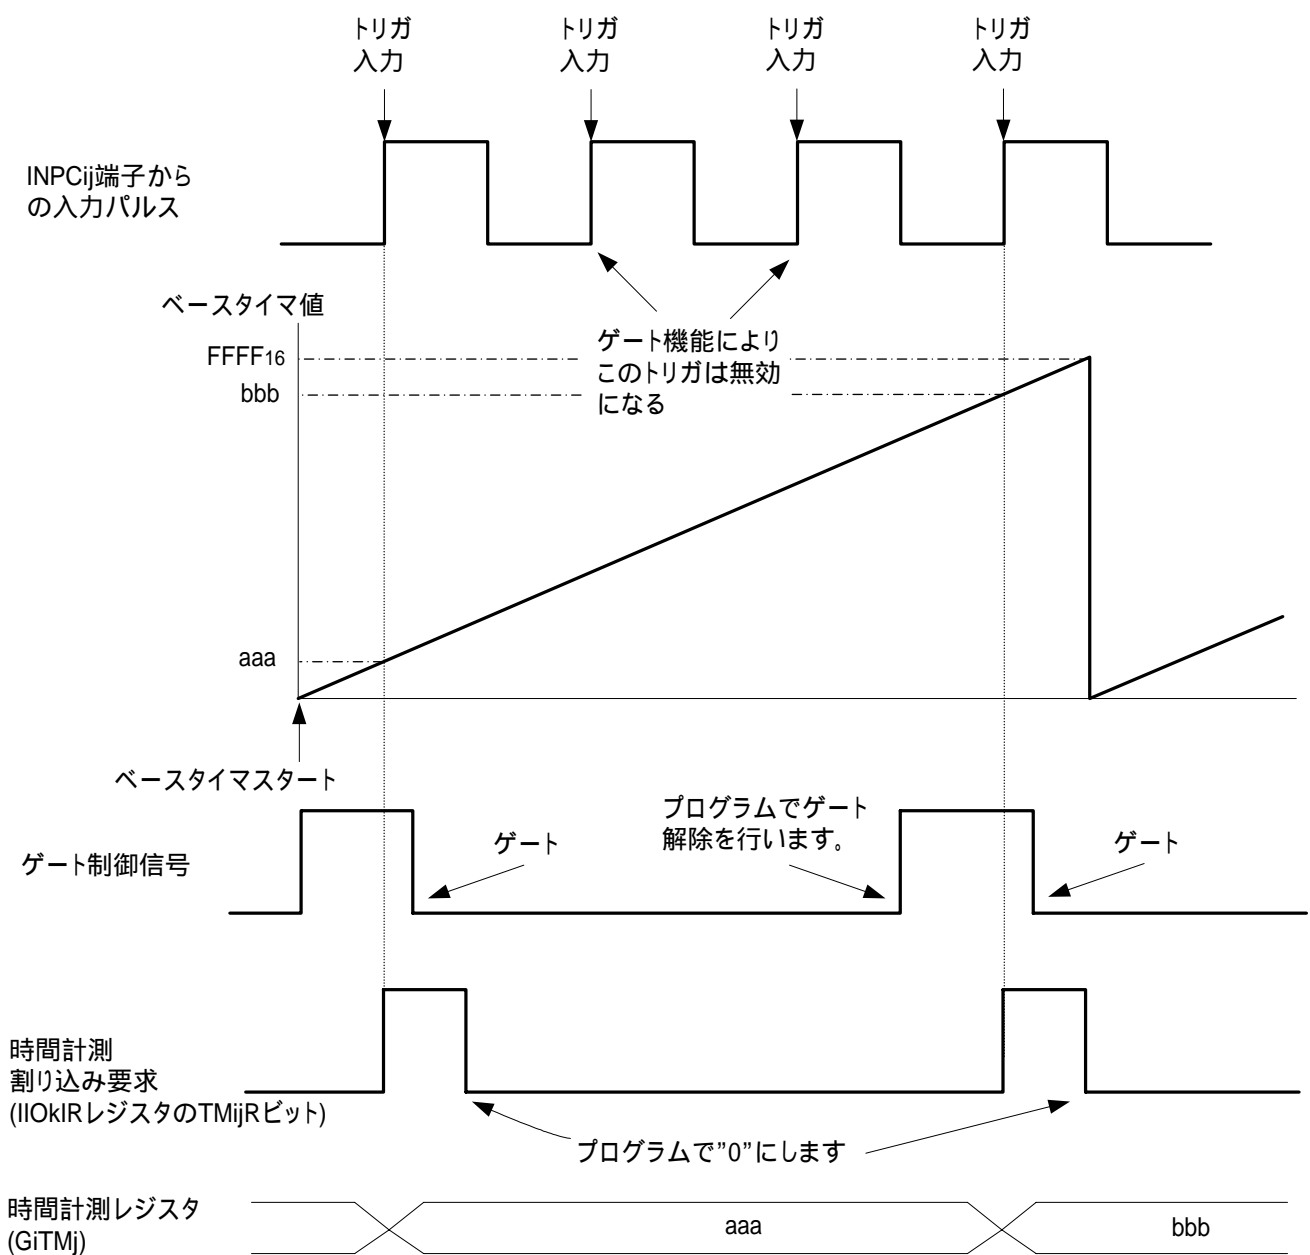 トリガ
入力
トリガ
入力
トリガ
入力
トリガ
入力
INPCij端子から
の入力パルス
ベースタイマ値
FFFF16
bbb
ゲート機能により
このトリガは無効
になる
aaa
ベースタイマスタート
ゲート制御信号
ゲート
プログラムでゲート
解除を行います。
ゲート
時間計測
割り込み要求
(IIOkIRレジスタのTMijRビット)
プログラムで”0”にします
時間計測レジスタ
(GiTMj)
aaa
bbb